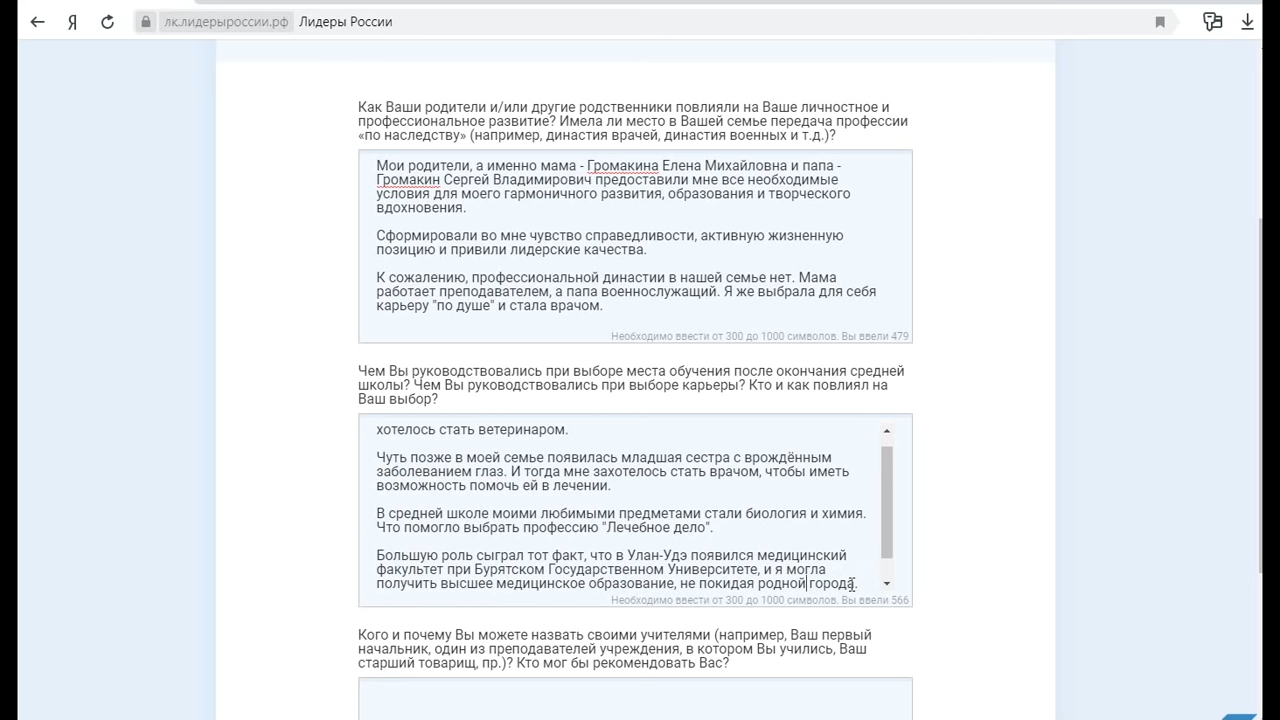 лк.лидерыроссии.рф Лидеры России
Как Ваши родители и/или другие родственники повлияли на Ваше личностное и
профессиональное развитие? Имела ли место в Вашей семье передача профессии
«по наследству» (например, династия врачей, династия военных и т.д.)?
Мои родители, а именно мама - Громакина Елена Михайловна и папа -
Громакин Сергей Владимирович предоставили мне все необходимые
условия для моего гармоничного развития, образования и творческого
вдохновения.
Сформировали во мне чувство справедливости, активную жизненную
позицию и привили лидерские качества.
К сожалению, профессиональной династии в нашей семье нет. Мама
работает преподавателем, а папа военнослужащий. Я же выбрала для себя
карьеру "по душе" и стала врачом.
Необходимо ввести от 300 до 1000 символов. Вы ввели 479
Чем Вы руководствовались при выборе места обучения после окончания средней
школы? Чем Вы руководствовались при выборе карьеры? Кто и как повлиял на
Ваш выбор?
хотелось стать ветеринаром.
Чуть позже в моей семье появилась младшая сестра с врождённым
заболеванием глаз. И тогда мне захотелось стать врачом, чтобы иметь
возможность помочь ей в лечении.
В средней школе моими любимыми предметами стали биология и химия.
Что помогло выбрать профессию "Лечебное дело".
Большую роль сыграл тот факт, что в Улан-Удэ появился медицинский
факультет при Бурятском Государственном Университете, и я могла
получить высшее медицинское образование, не покидая родной города.
Необходимо ввести от 300 до 1000 символов. Вы ввели 566
Кого и почему Вы можете назвать своими учителями (например, Ваш первый
начальник, один из преподавателей учреждения, в котором Вы учились, Ваш
старший товарищ, пр.)? Кто мог бы рекомендовать Вас?